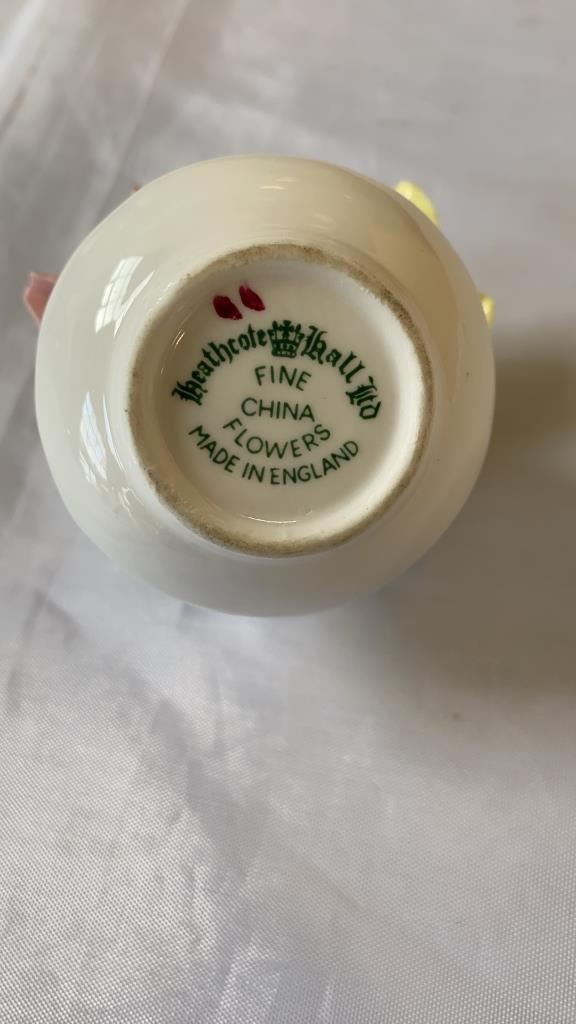 Heathcote Hall Ltd
FINE
CHINA
FLOWERS
MADE IN ENGLAND